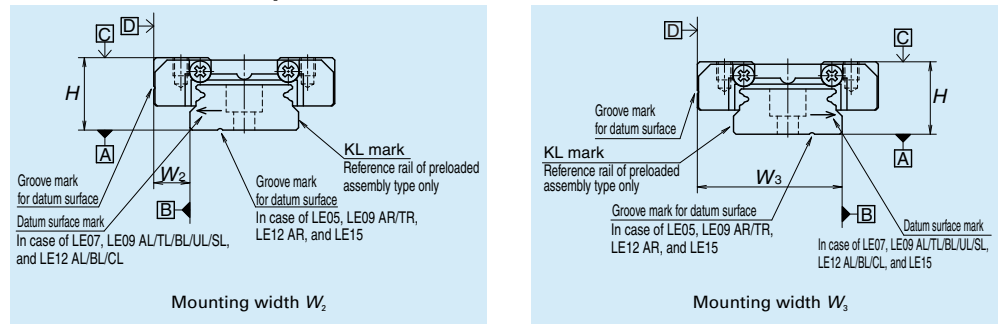 D
C
H
A
KL mark
Reference rail of preloaded
assembly type only
W2
Groove mark
for datum surface
Groove mark
for datum surface
B
Datum surface mark
In case of LE05, LE09 AR/TR,
LE12 AR, and LE15
In case of LE07, LE09 AL/TL/BL/UL/SL,
and LE12 AL/BL/CL
Mounting width W2
D
C
H
Groove mark
for datum surface
A
KL mark
Reference rail of preloaded
assembly type only
W3
Groove mark for datum surface
B
In case of LE05, LE09 AR/TR,
LE12 AR, and LE15
Datum surface mark
In case of LE07, LE09 AL/TL/BL/UL/SL,
LE12 AL/BL/CL, and LE15
Mounting width W3